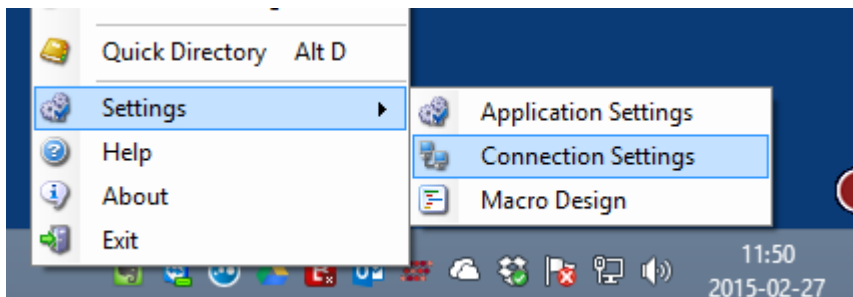 Quick Directory Alt D
Settings
Help
About
Exit
Application Settings
Connection Settings
Macro Design
11:50
2015-02-27